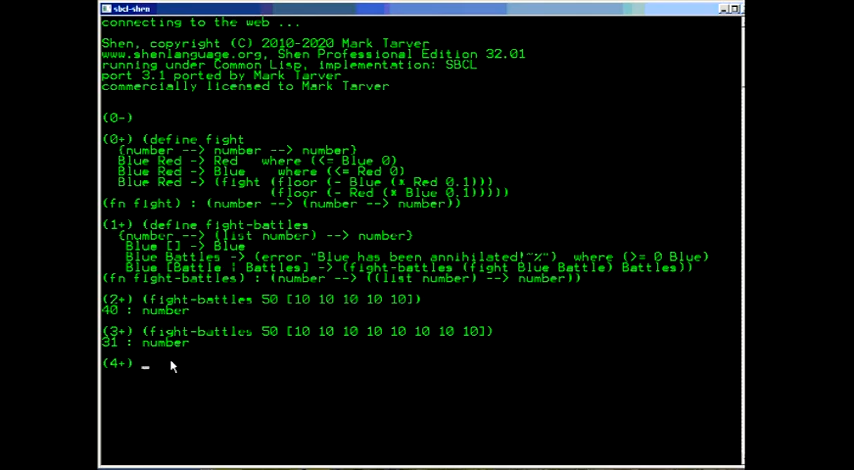 sbcl-shen
connecting to the web ...
Shen, copyright (C) 2010-2020 Mark Tarver
www.shenlanguage.org, Shen Professional Edition 32.01
running under Common Lisp, implementation: SBCL
port 3.1 ported by Mark Tarver
commercially licensed to Mark Tarver
(0-)
(0+) (define fight
{number --> number --> number}
Blue Red -> Red where (<= Blue 0)
Blue Red -> Blue where (<= Red 0)
Blue Red -> (fight (floor (- Blue (* Red 0.1)))
(floor (- Red (* Blue 0.1)))))
(fn fight) : (number --> (number --> number))
(1+) (define fight-battles
{number --> (list number) --> number}
Blue [] -> Blue
Blue Battles -> (error "Blue has been annihilated!~%") where (>= 0 Blue)
Blue [Battle | Battles] -> (fight-battles (fight Blue Battle) Battles))
(fn fight-battles) : (number --> ((list number) --> number))
(2+) (fight-battles 50 [10 10 10 10 10])
40 : number
(3+) (fight-battles 50 [10 10 10 10 10 10 10 10 10])
31 : number
(4+) _